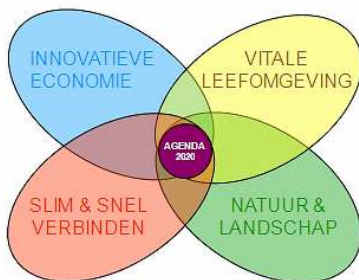 INNOVATIEVE
ECONOMIE
VITALE
LEEFOMGEVING
AGENDA
2020
SLIM & SNEL
VERBINDEN
NATUUR &
LANDSCHAP